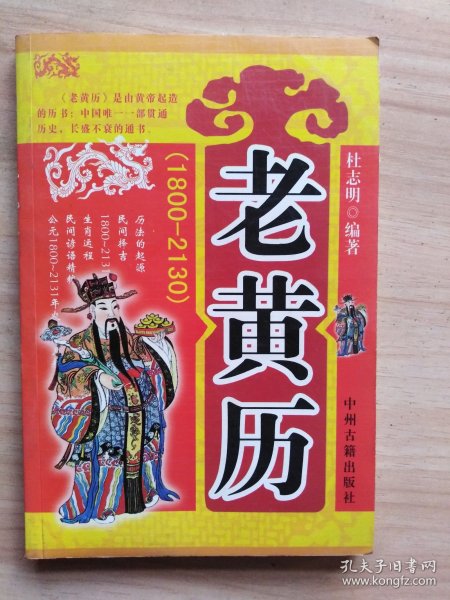 《老黄历》是由黄帝起造
的历书；中国唯一一部贯通
历史，长盛不衰的通书。
老黄历
(1800-2130)
杜志明◎编著
历法的起源
民间择吉
1800~213
生肖运程
民间谚语精
公元1800~2131年
中州古籍出版社
孔夫子旧书网
www.kongfz.com